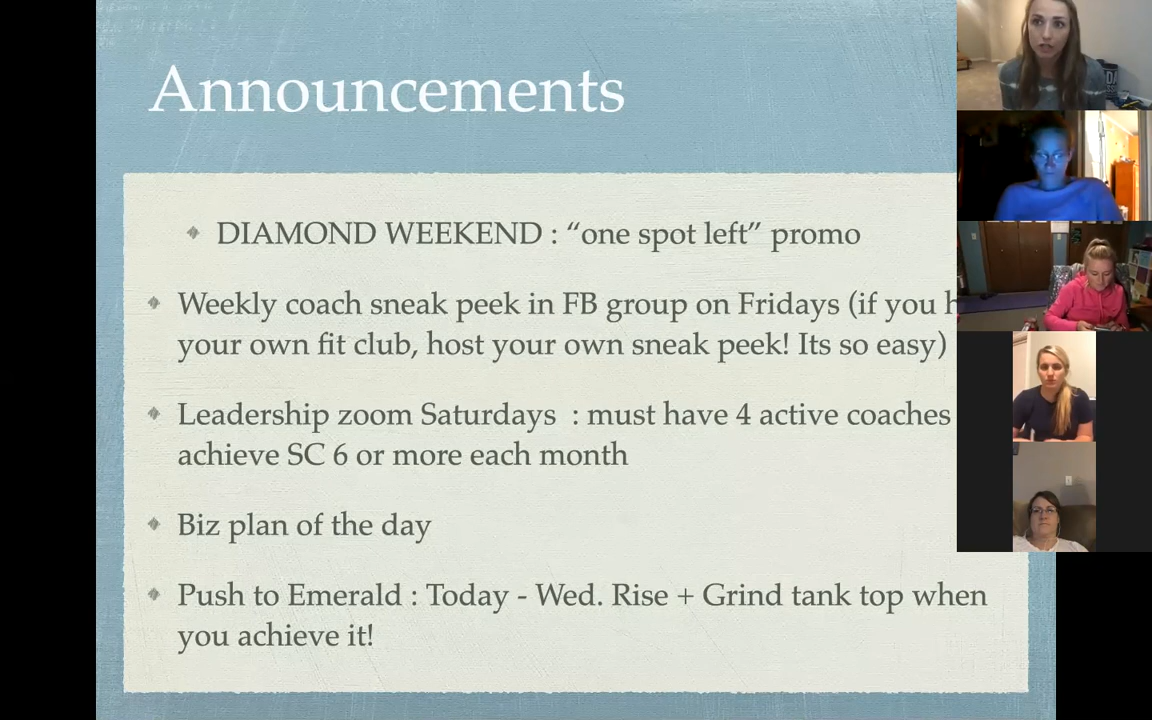 Announcements
DIAMOND WEEKEND : “one spot left” promo
Weekly coach sneak peek in FB group on Fridays (if you
your own fit club, host your own sneak peek! Its so easy)
Leadership zoom Saturdays : must have 4 active coaches
achieve SC 6 or more each month
Biz plan of the day
Push to Emerald : Today - Wed. Rise + Grind tank top when
you achieve it!